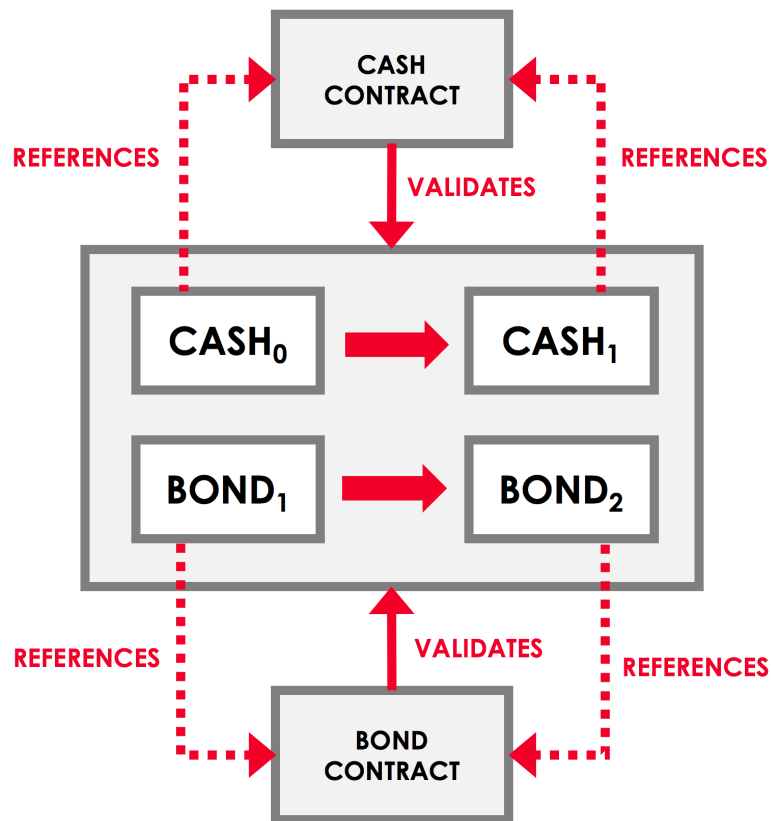 CASH
CONTRACT
REFERENCES
REFERENCES
VALIDATES
CASH₀
CASH₁
BOND₁
BOND₂
REFERENCES
VALIDATES
REFERENCES
BOND
CONTRACT